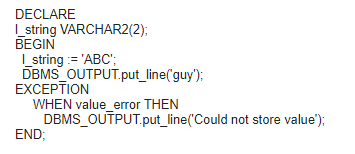 DECLARE
l_string VARCHAR2(2);
BEGIN
l_string := 'ABC';
DBMS_OUTPUT.put_line('guy');
EXCEPTION
WHEN value_error THEN
DBMS_OUTPUT.put_line('Could not store value');
END;